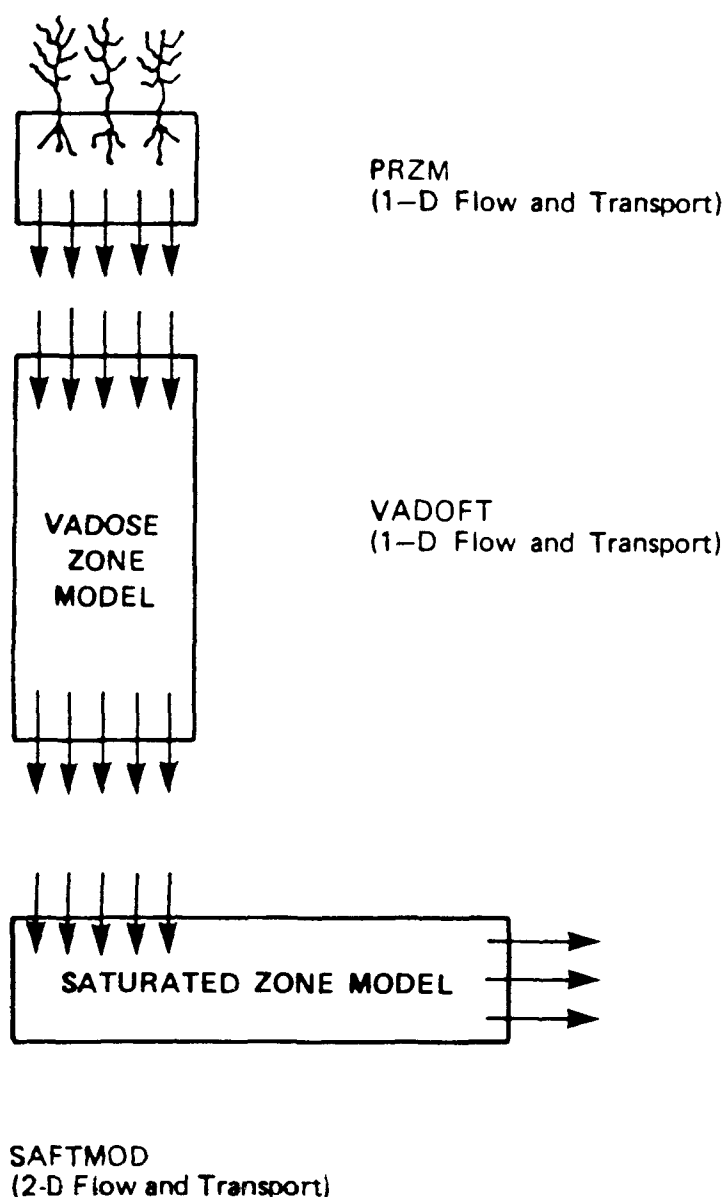 PRZM
(1–D Flow and Transport)
VADOFT
(1–D Flow and Transport)
VADOSE
ZONE
MODEL
SATURATED ZONE MODEL
SAFTMOD
(2-D Flow and Transport)